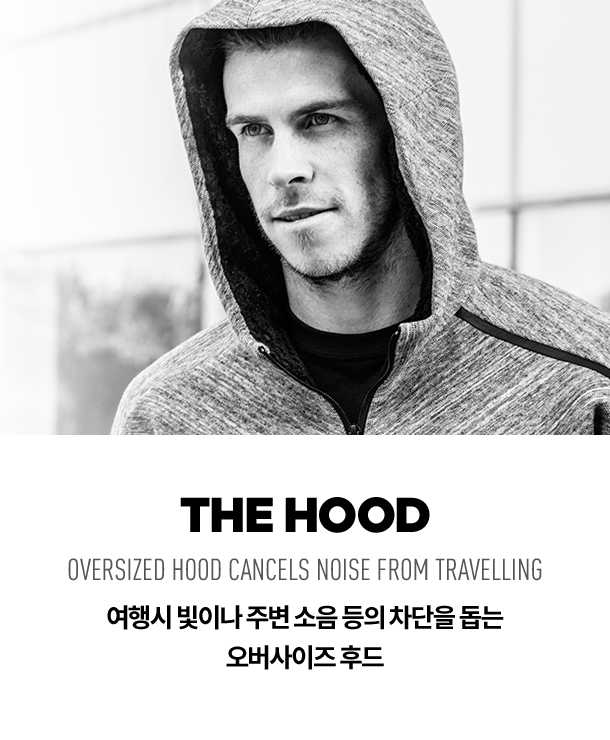 THE HOOD
OVERSIZED HOOD CANCELS NOISE FROM TRAVELLING
여행시 빛이나 주변 소음 등의 차단을 돕는
오버사이즈 후드